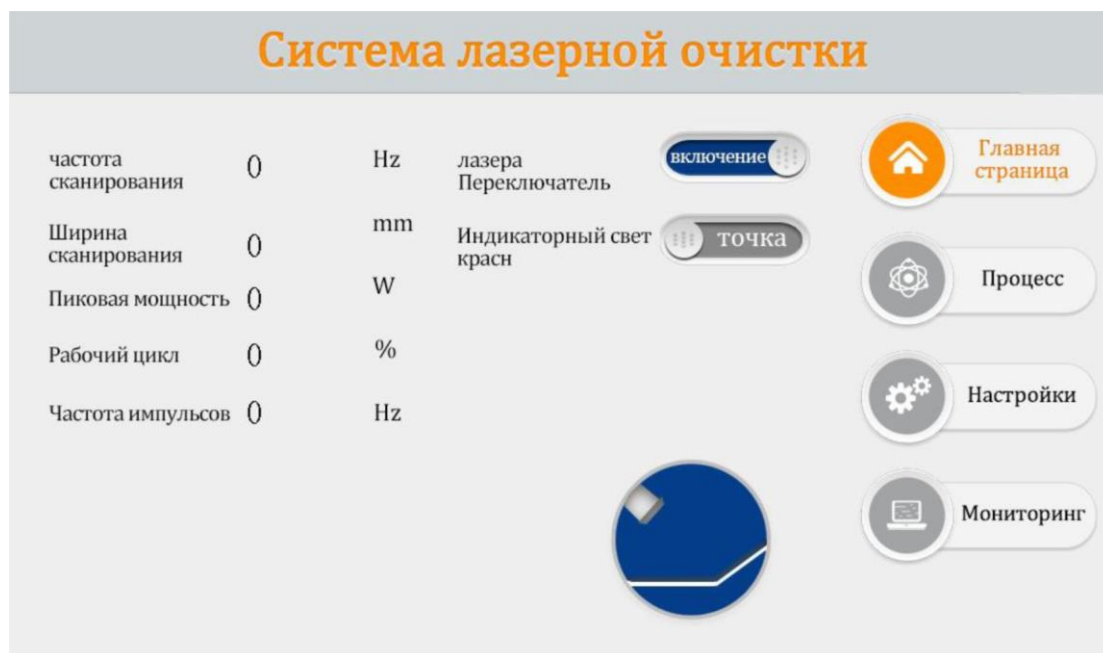 Система лазерной очистки
частота
сканирования
0
Hz
Ширина
сканирования
0
mm
Пиковая мощность
0
W
Рабочий цикл
0
%
Частота импульсов
0
Hz
лазера
Переключатель
включение
Индикаторный свет
красн
точка
Главная
страница
Процесс
Настройки
Мониторинг